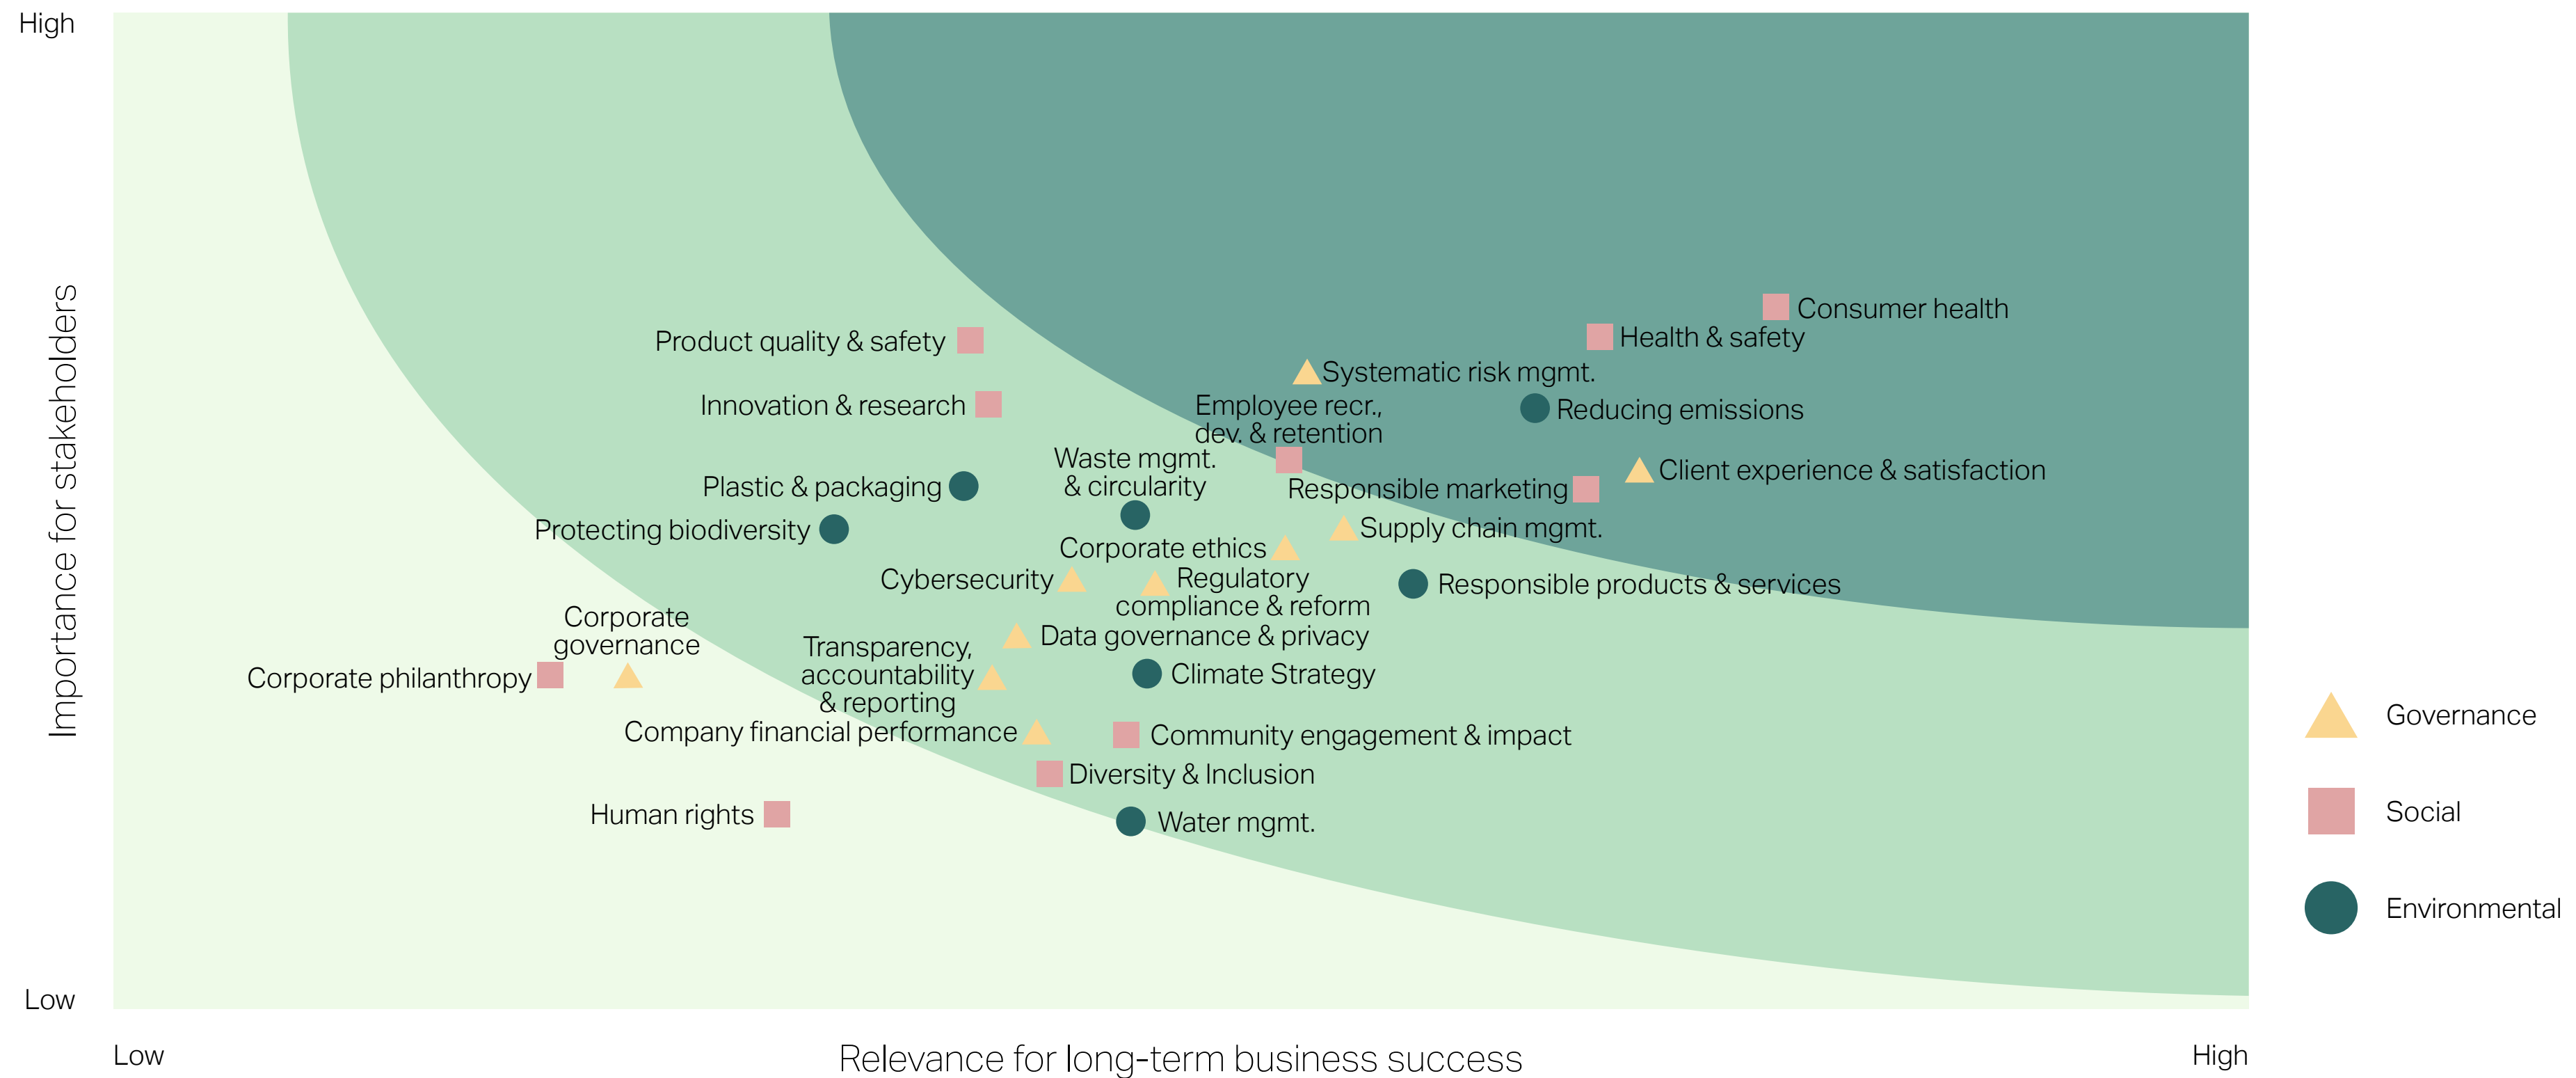 High
Importance for stakeholders
Low
Low
Relevance for long-term business success
High
Consumer health
Health & safety
Product quality & safety
Systematic risk mgmt.
Innovation & research
Employee recr.,
dev. & retention
Reducing emissions
Waste mgmt.
& circularity
Client experience & satisfaction
Plastic & packaging
Responsible marketing
Protecting biodiversity
Supply chain mgmt.
Corporate ethics
Cybersecurity
Regulatory
compliance & reform
Responsible products & services
Corporate
governance
Data governance & privacy
Transparency,
accountability
& reporting
Corporate philanthropy
Climate Strategy
Company financial performance
Community engagement & impact
Diversity & Inclusion
Human rights
Water mgmt.
Governance
Social
Environmental